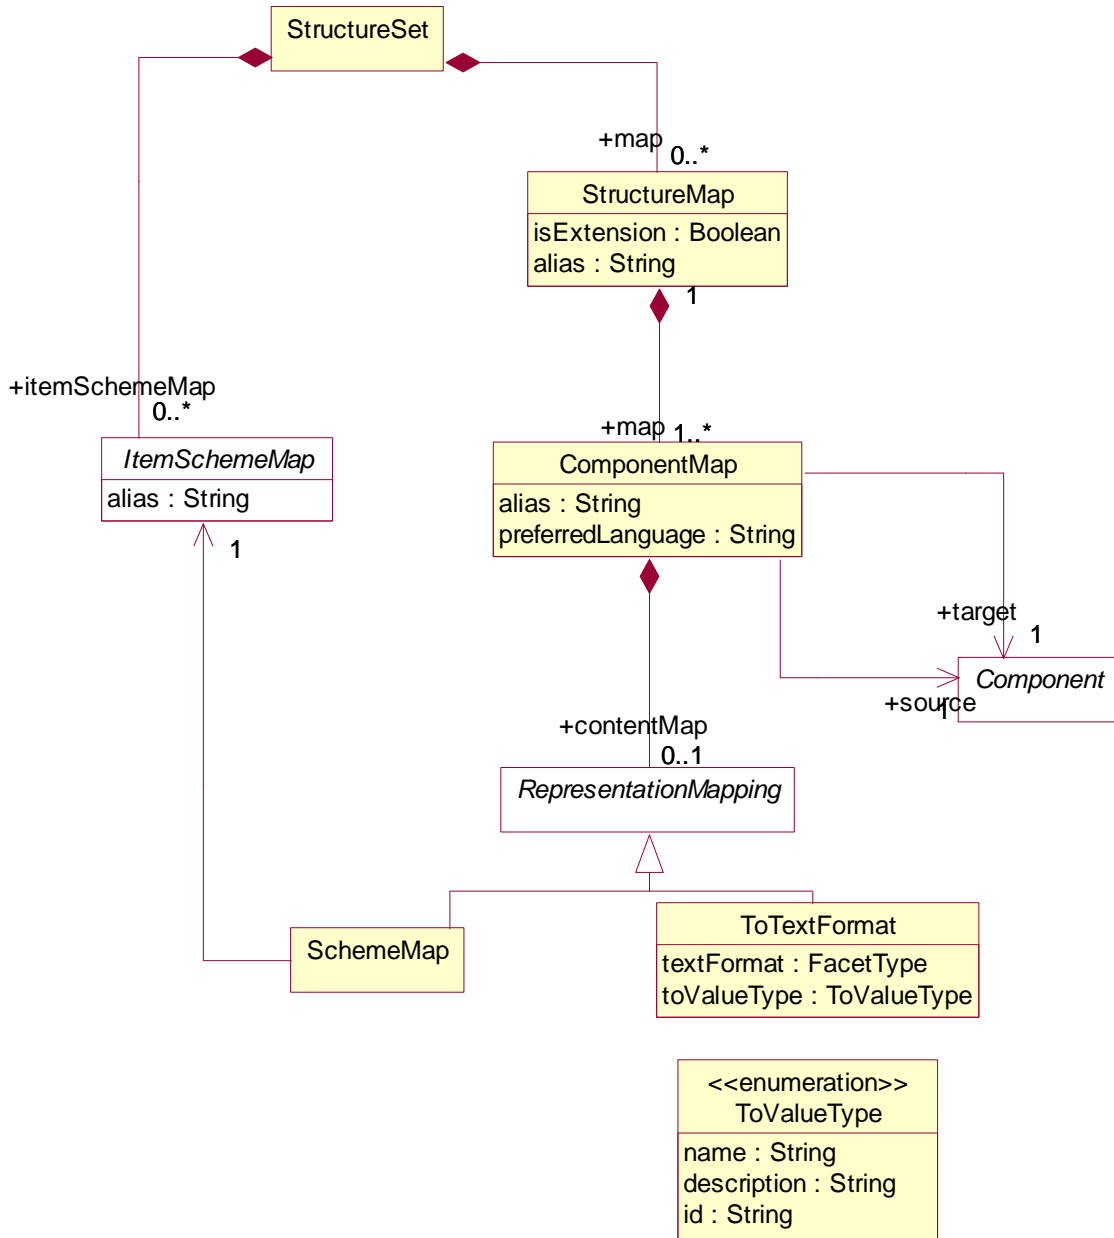 StructureSet
+map
0..*
StructureMap
isExtension : Boolean
alias : String
1
+itemSchemeMap
0..*
+map
1..*
ItemSchemeMap
alias : String
1
ComponentMap
alias : String
preferredLanguage : String
+target
1
Component
+source
1
+contentMap
0..1
RepresentationMapping
SchemeMap
ToTextFormat
textFormat : FacetType
toValueType : ToValueType
<<enumeration>>
ToValueType
name : String
description : String
id : String